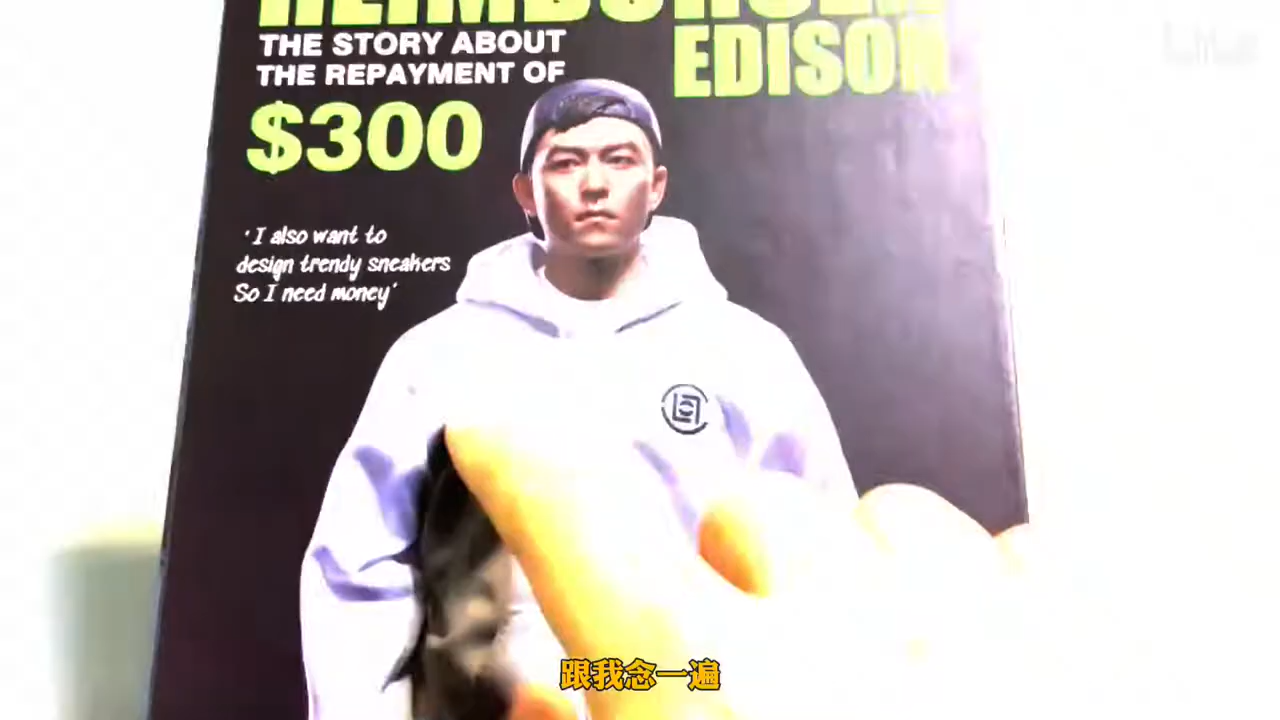 EDISON
THE STORY ABOUT
THE REPAYMENT OF
$300
'I also want to
design trendy sneakers
So I need money'
跟我念一遍